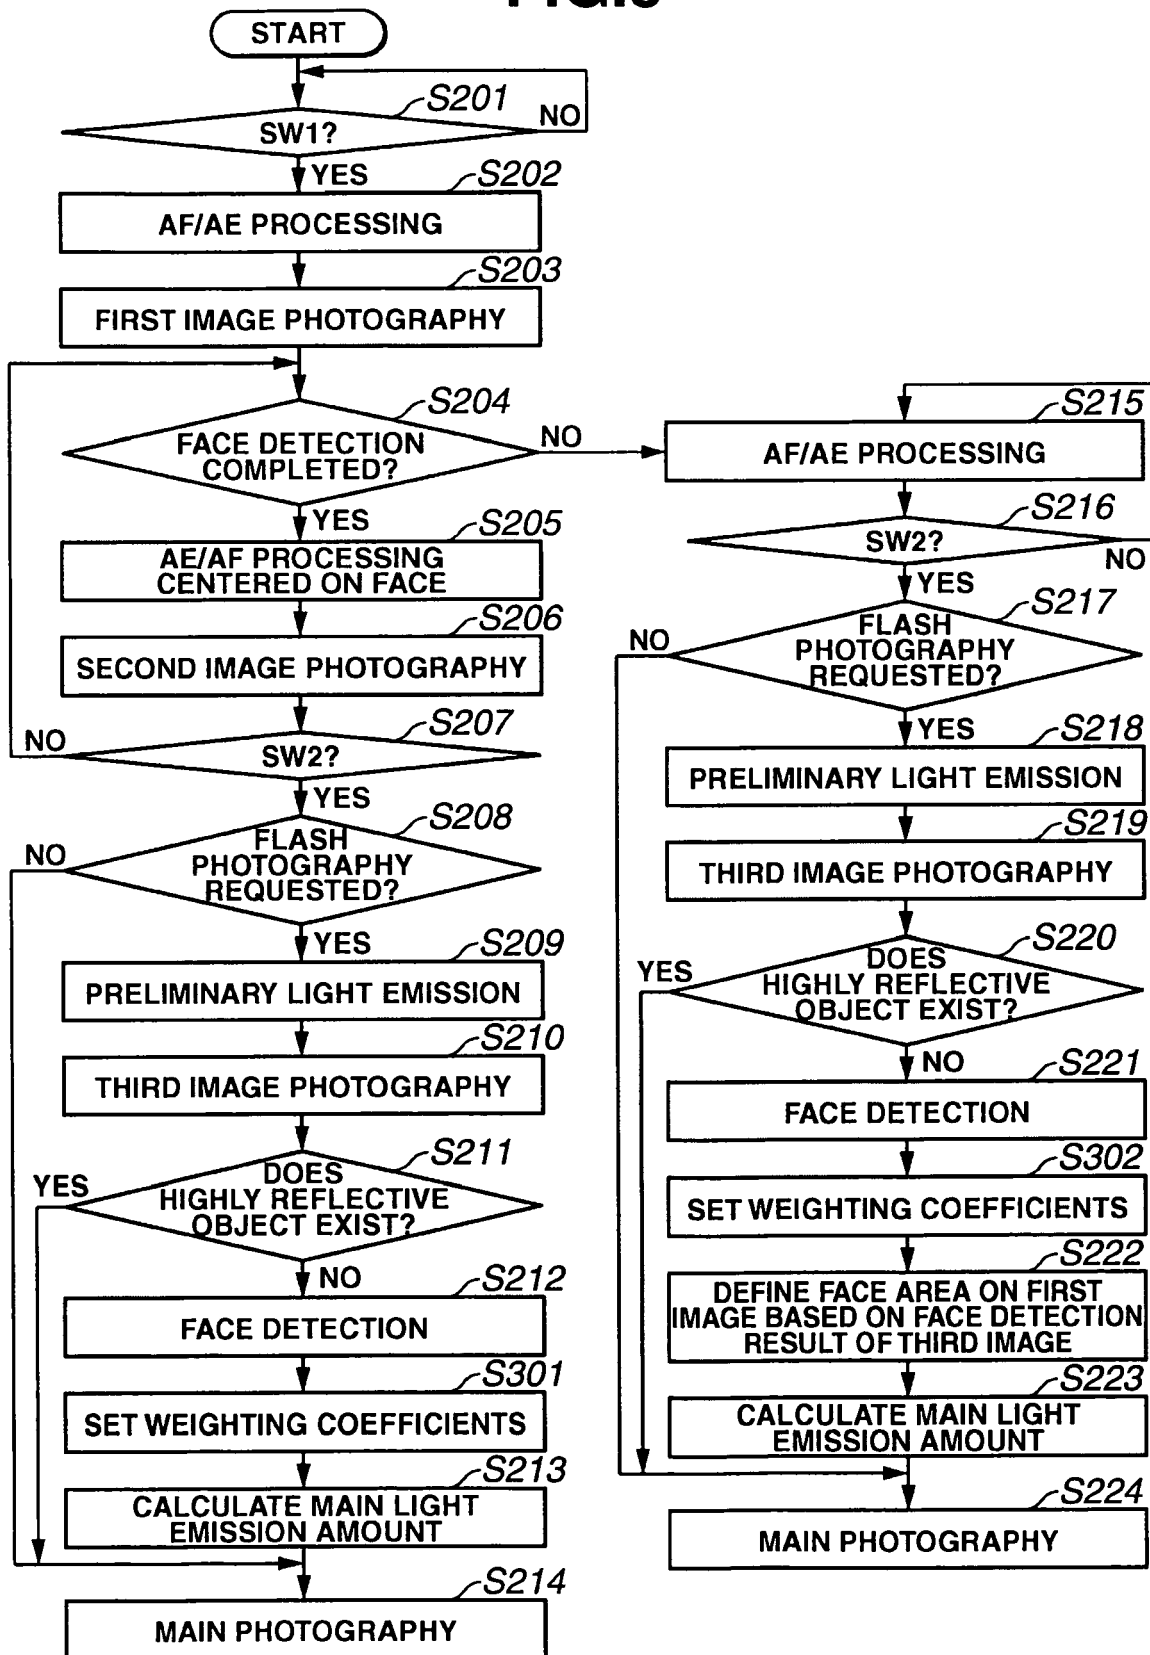 START
S201
SW1?
NO
YES
S202
AF/AE PROCESSING
S203
FIRST IMAGE PHOTOGRAPHY
S204
FACE DETECTION
COMPLETED?
NO
YES
S205
AE/AF PROCESSING
CENTERED ON FACE
S206
SECOND IMAGE PHOTOGRAPHY
S207
SW2?
NO
YES
S208
FLASH
PHOTOGRAPHY
REQUESTED?
NO
YES
S209
PRELIMINARY LIGHT EMISSION
S210
THIRD IMAGE PHOTOGRAPHY
S211
DOES
HIGHLY REFLECTIVE
OBJECT EXIST?
YES
NO
S212
FACE DETECTION
S301
SET WEIGHTING COEFFICIENTS
S213
CALCULATE MAIN LIGHT
EMISSION AMOUNT
S214
MAIN PHOTOGRAPHY
S215
AF/AE PROCESSING
S216
SW2?
NO
YES
S217
FLASH
PHOTOGRAPHY
REQUESTED?
NO
YES
S218
PRELIMINARY LIGHT EMISSION
S219
THIRD IMAGE PHOTOGRAPHY
S220
DOES
HIGHLY REFLECTIVE
OBJECT EXIST?
YES
NO
S221
FACE DETECTION
S302
SET WEIGHTING COEFFICIENTS
S222
DEFINE FACE AREA ON FIRST
IMAGE BASED ON FACE DETECTION
RESULT OF THIRD IMAGE
S223
CALCULATE MAIN LIGHT
EMISSION AMOUNT
S224
MAIN PHOTOGRAPHY